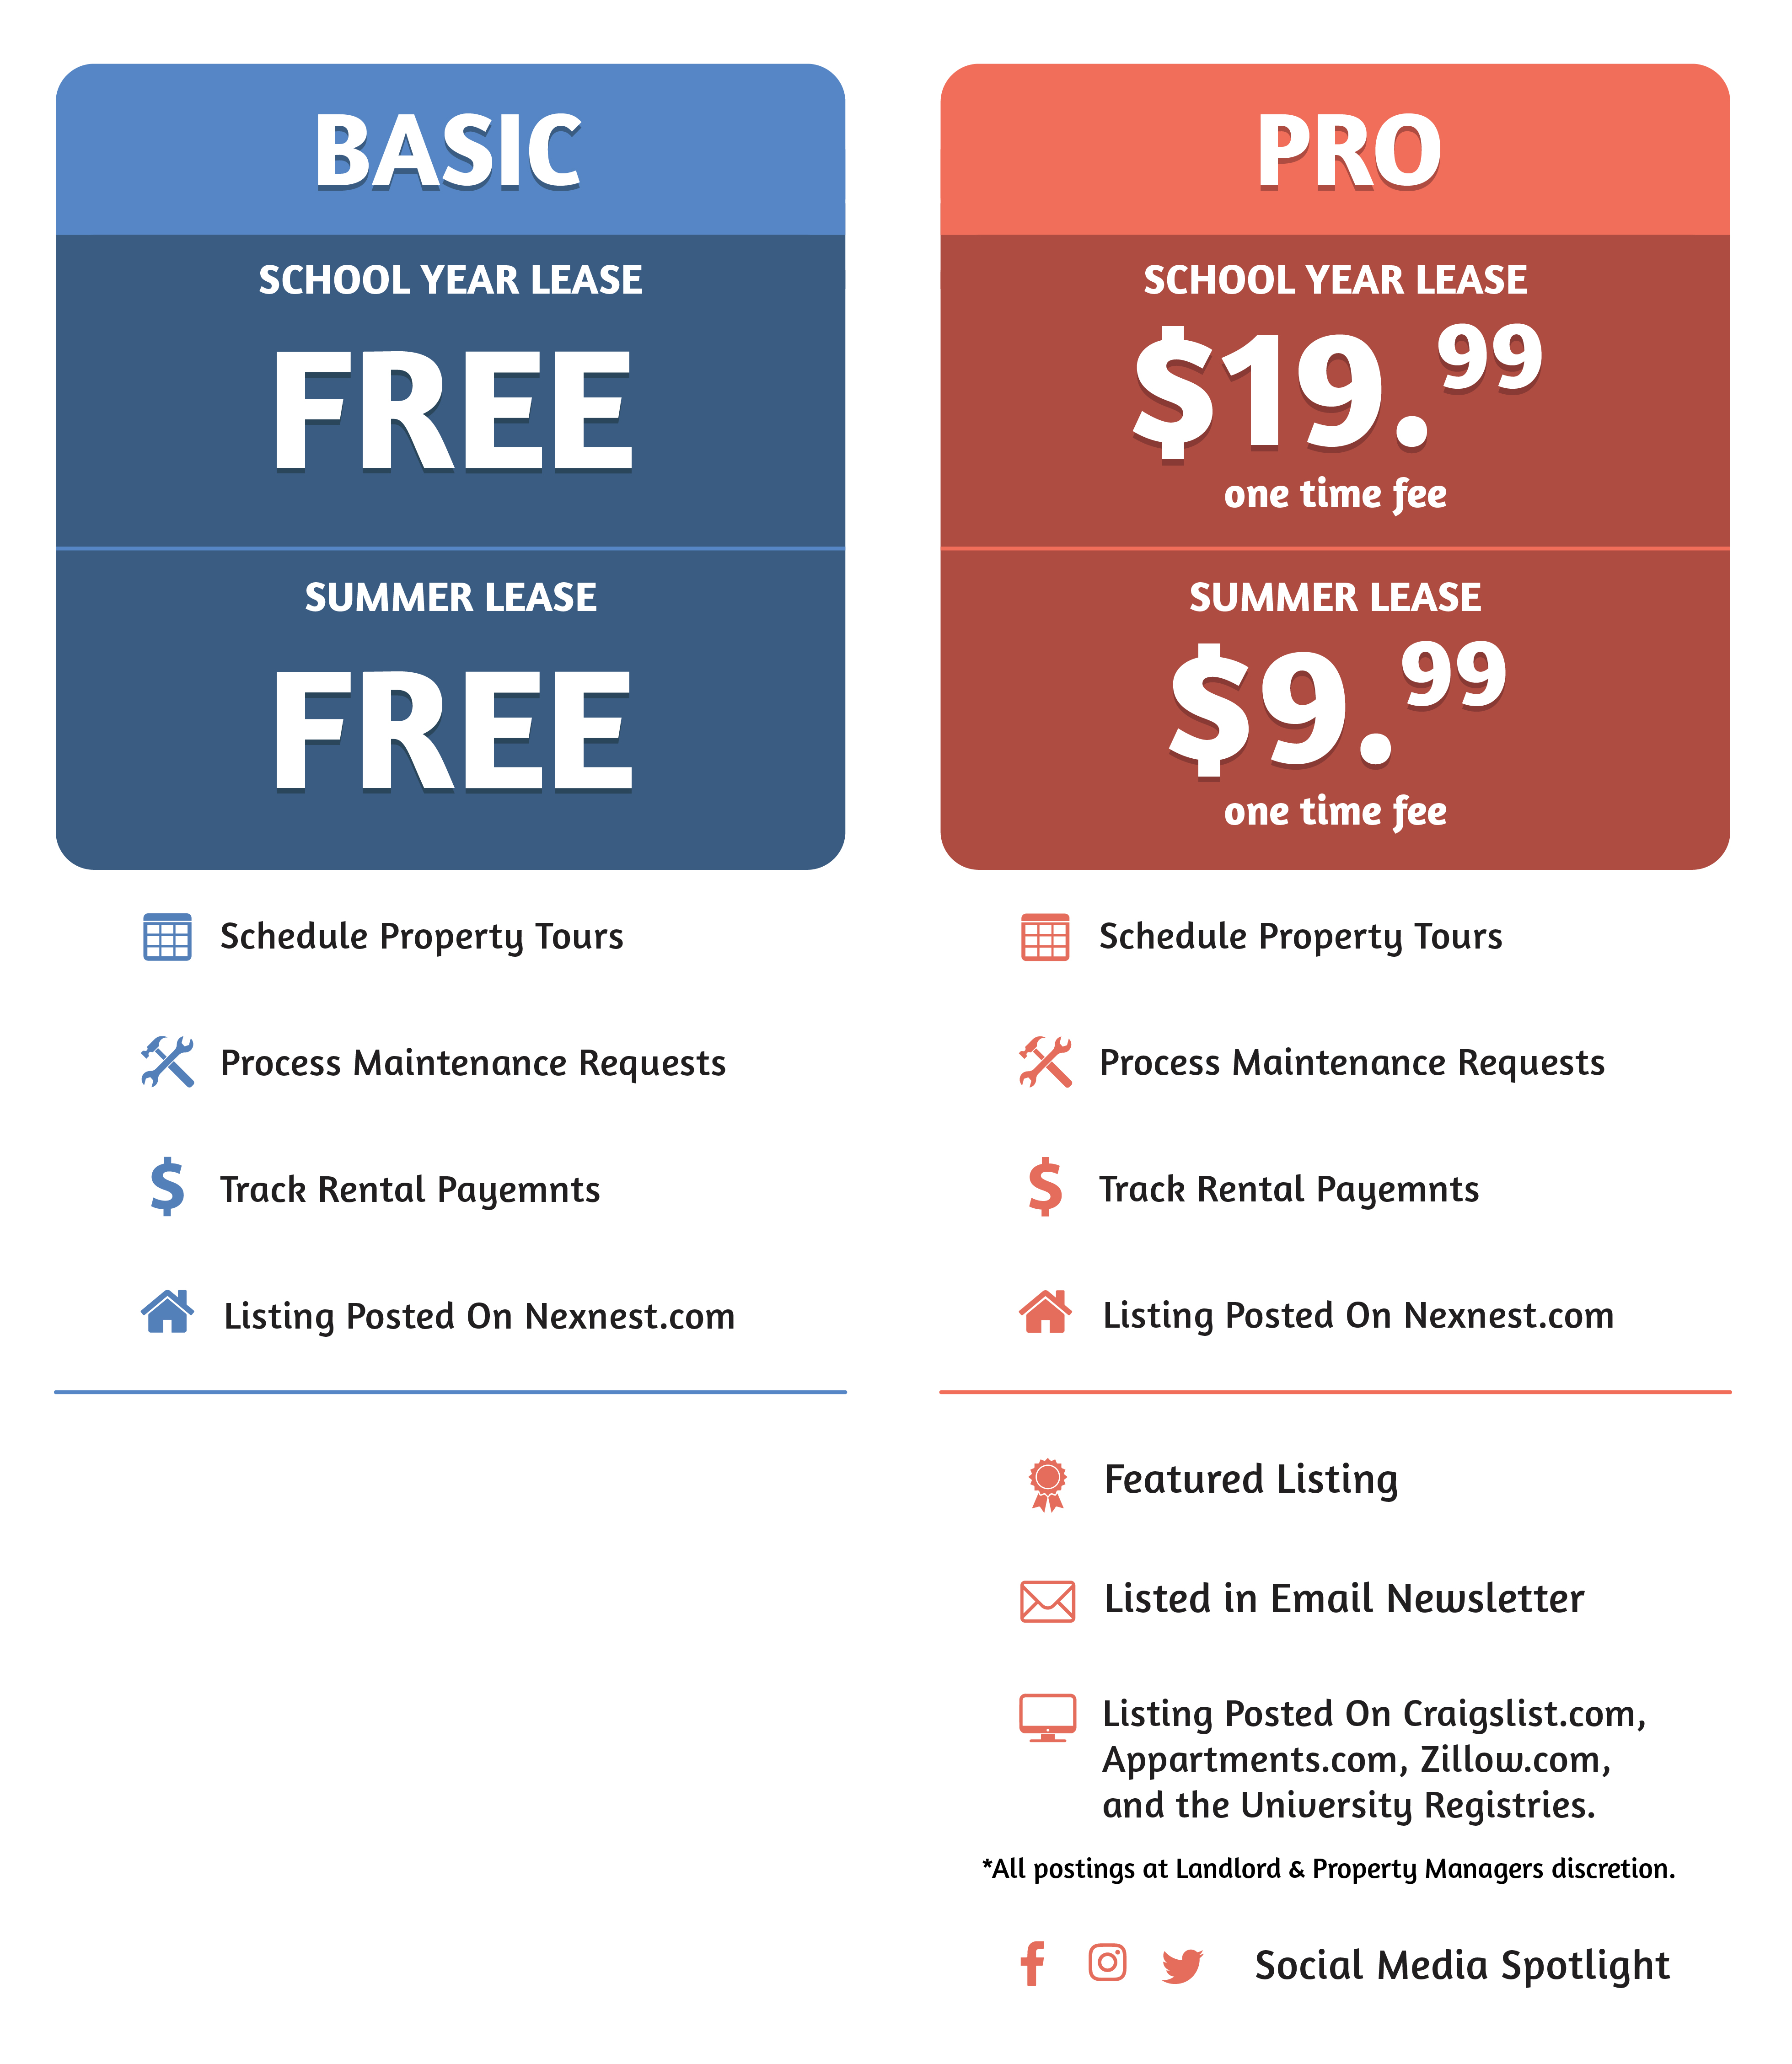 BASIC
SCHOOL YEAR LEASE
FREE
SUMMER LEASE
FREE
Schedule Property Tours
Process Maintenance Requests
Track Rental Payemnts
Listing Posted On Nexnest.com
PRO
SCHOOL YEAR LEASE
$19.99
one time fee
SUMMER LEASE
$9.99
one time fee
Schedule Property Tours
Process Maintenance Requests
Track Rental Payemnts
Listing Posted On Nexnest.com
Featured Listing
Listed in Email Newsletter
Listing Posted On Craigslist.com,
Appartments.com, Zillow.com,
and the University Registries.
*All postings at Landlord & Property Managers discretion.
Social Media Spotlight